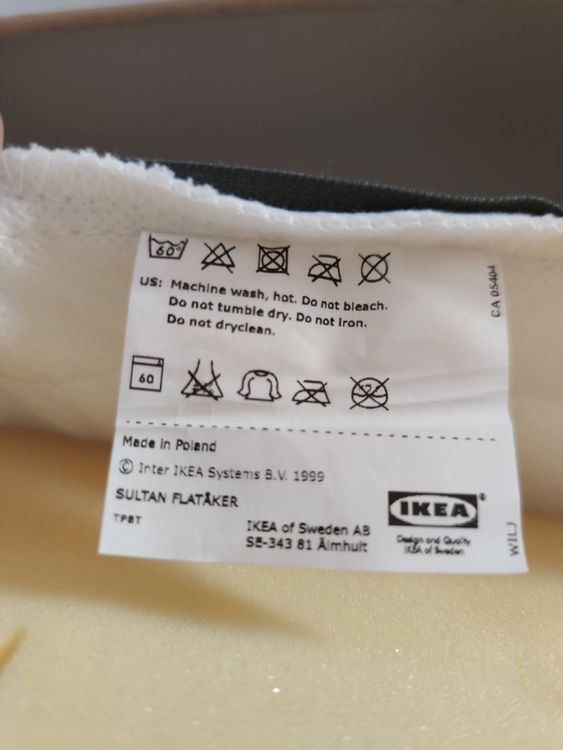 60°
US: Machine wash, hot. Do not bleach.
Do not tumble dry. Do not iron.
Do not dryclean.
60
Made in Poland
© Inter IKEA Systems B.V. 1999
SULTAN FLATÅKER
TPBT
IKEA of Sweden AB
SE-343 81 Älmhult
IKEA®
Design and Quality
IKEA of Sweden
CA 05404